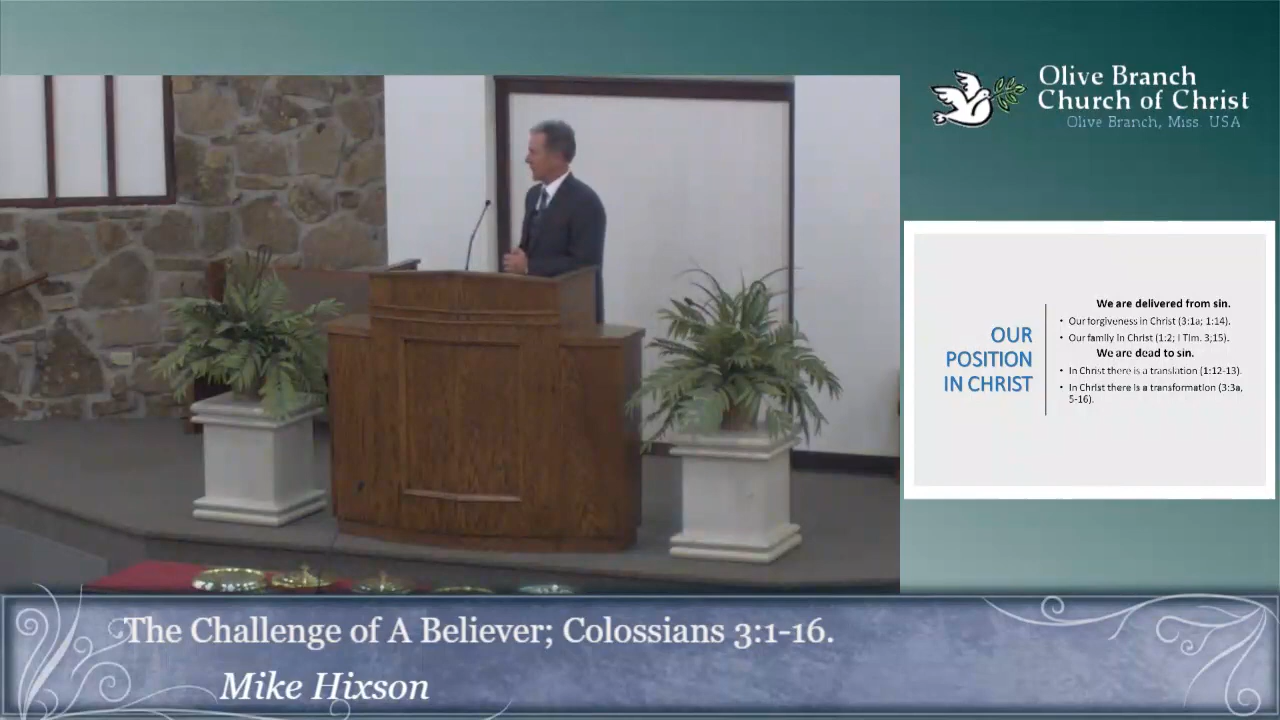 Olive Branch
Church of Christ
Olive Branch, Miss. USA
OUR
POSITION
IN CHRIST
We are delivered from sin.
• Our forgiveness in Christ (3:1a; 1:14).
• Our family in Christ (1:2; I Tim. 3;15).
We are dead to sin.
• In Christ there is a translation (1:12-13).
• In Christ there is a transformation (3:3a,
5-16).
The Challenge of A Believer; Colossians 3:1-16.
Mike Hixson